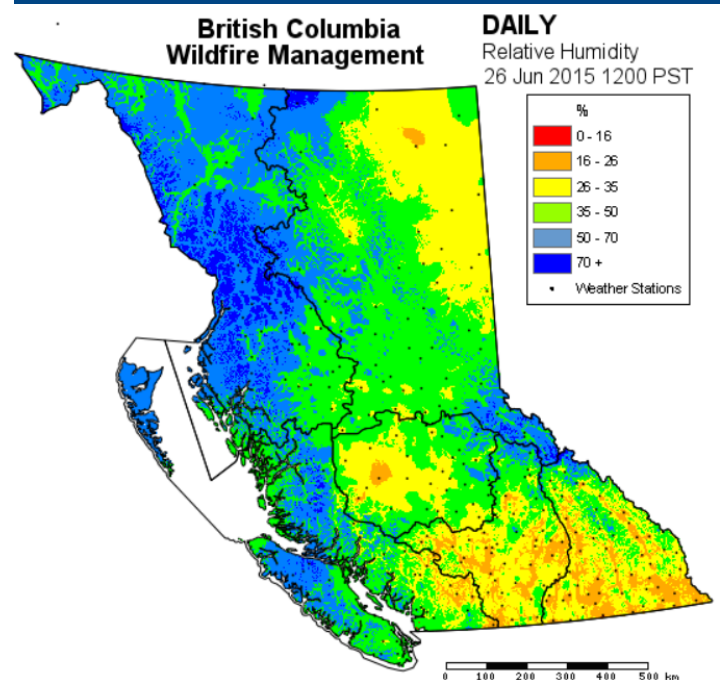 British Columbia
Wildfire Management
DAILY
Relative Humidity
26 Jun 2015 1200 PST
%
0 - 16
16 - 26
26 - 35
35 - 50
50 - 70
70 +
Weather Stations
0 100 200 300 400 500 km